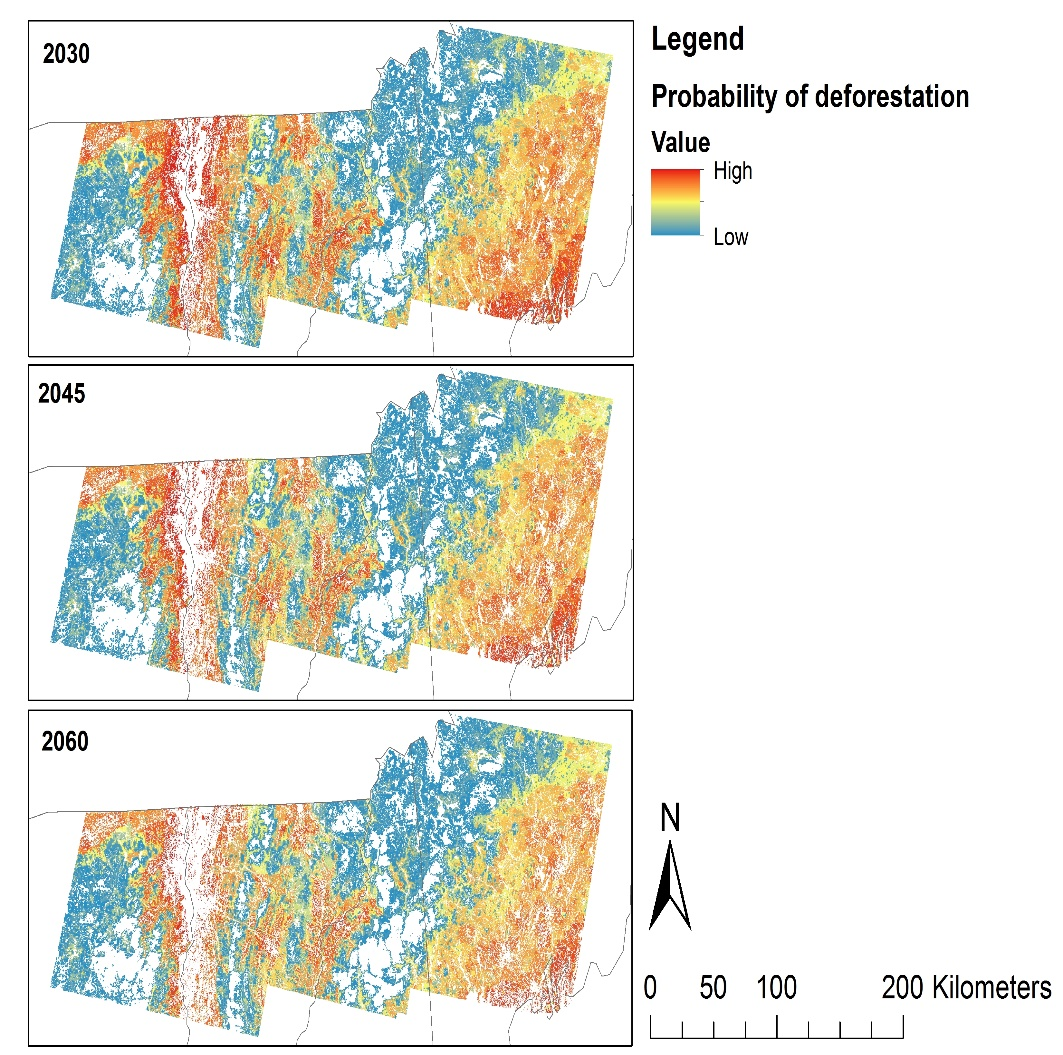 2030
Legend
Probability of deforestation
Value
High
Low
2045
2060
N
0 50 100 200 Kilometers